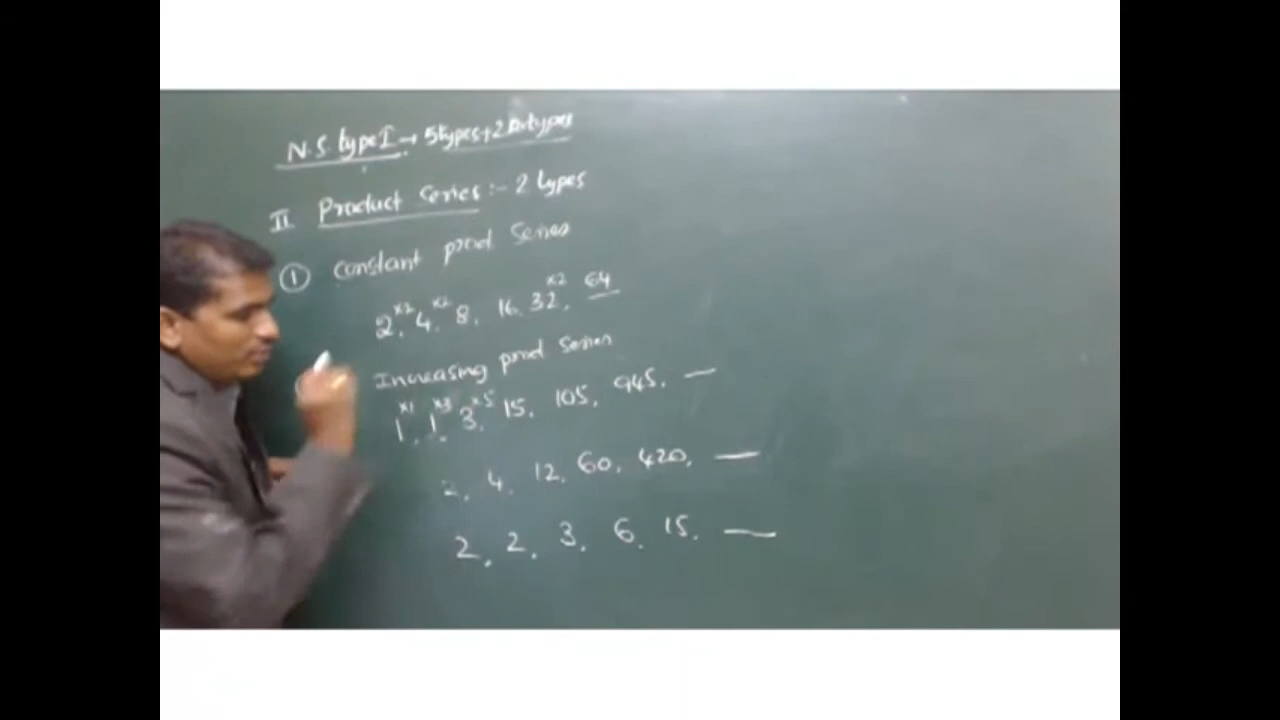 N.S. type I → 5 types + 2
II Product Series :- 2 types
① Constant prod. Series
×2 ×2 ×2
2, 4, 8, 16, 32, 64
Increasing prod Series
×1 ×3 ×5
1, 1, 3, 15, 105, 945, —
2, 4, 12, 60, 420, —
2, 2, 3, 6, 15, —